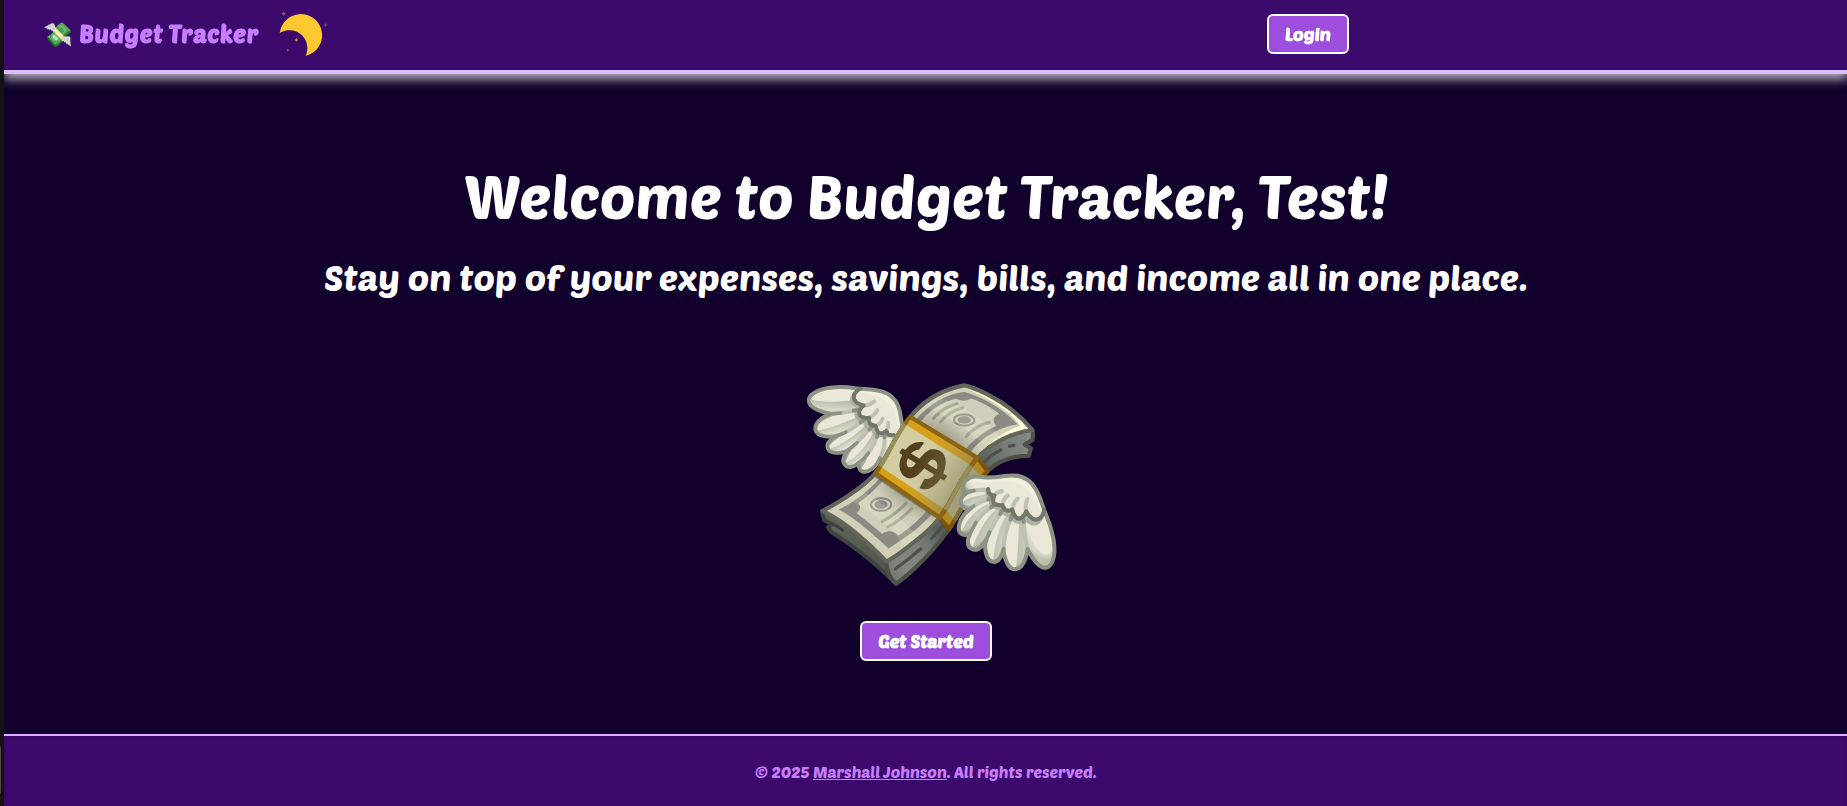 Budget Tracker
Login
Welcome to Budget Tracker, Test!
Stay on top of your expenses, savings, bills, and income all in one place.
$
Get Started
© 2025 Marshall Johnson. All rights reserved.